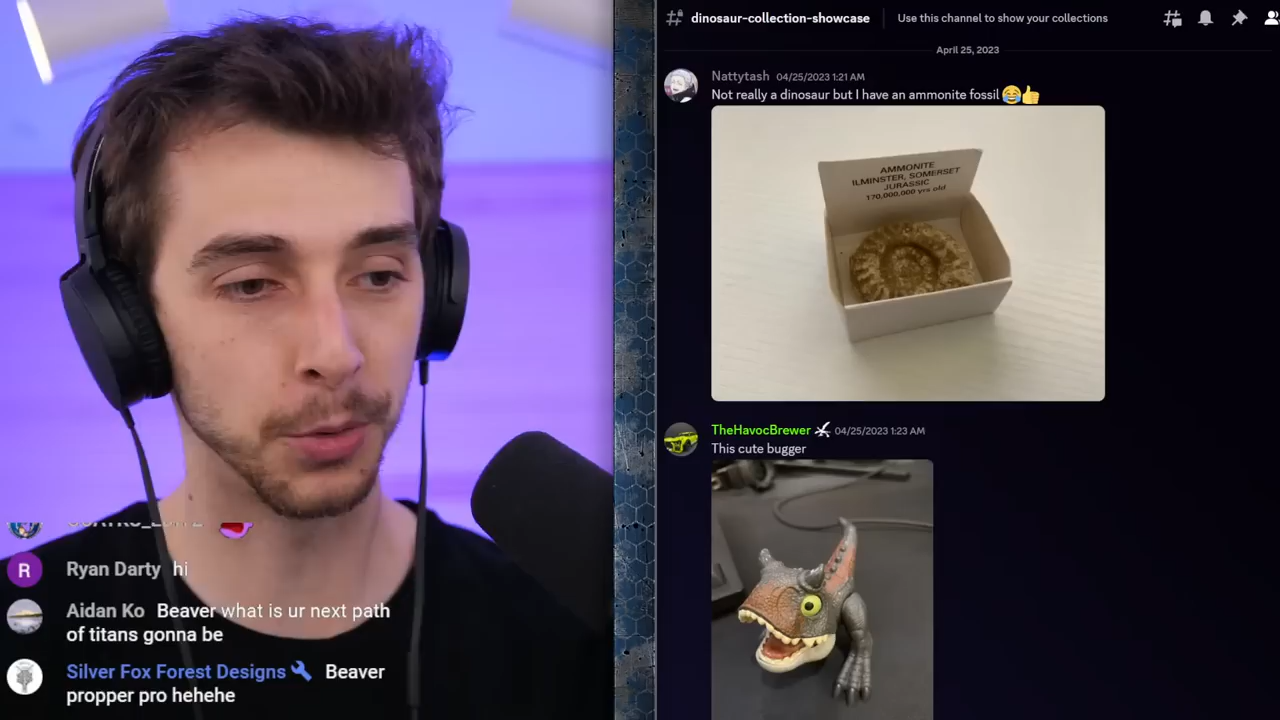 dinosaur-collection-showcase
Use this channel to show your collections
April 25, 2023
Nattytash 04/25/2023 1:21 AM
Not really a dinosaur but I have an ammonite fossil 😂👍
AMMONITE
ILMINSTER, SOMERSET
JURASSIC
170,000,000 yrs old
TheHavocBrewer 04/25/2023 1:23 AM
This cute bugger
R
Ryan Darty hi
Aidan Ko Beaver what is ur next path
of titans gonna be
Silver Fox Forest Designs Beaver
propper pro hehehe